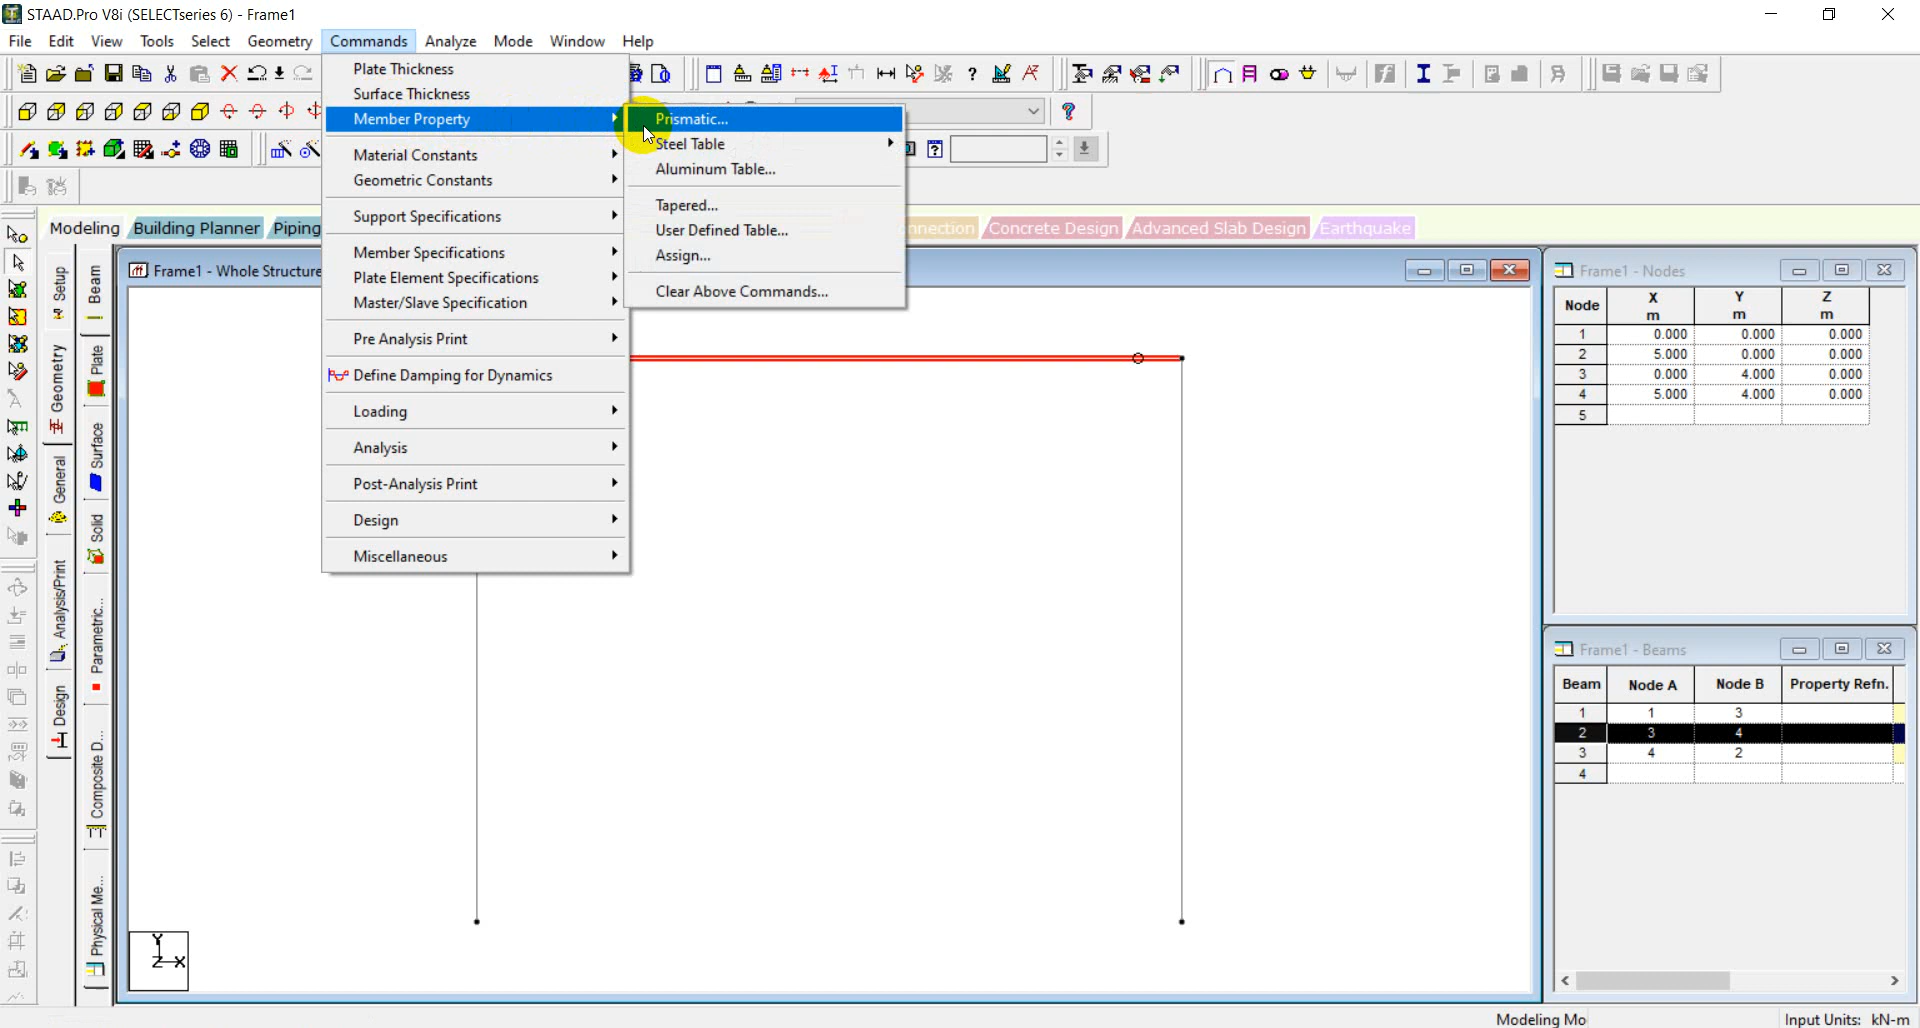 STAAD.Pro V8i (SELECTseries 6) - Frame1
File Edit View Tools Select Geometry Commands Analyze Mode Window Help
Plate Thickness
Surface Thickness
Member Property
Material Constants
Geometric Constants
Support Specifications
Member Specifications
Plate Element Specifications
Master/Slave Specification
Pre Analysis Print
Define Damping for Dynamics
Loading
Analysis
Post-Analysis Print
Design
Miscellaneous
Prismatic...
Steel Table
Aluminum Table...
Tapered...
User Defined Table...
Assign...
Clear Above Commands...
Modeling Building Planner Piping Concrete Design Advanced Slab Design Earthquake
Setup
Geometry
General
Analysis/Print
Design
Beam
Plate
Surface
Solid
Parametric...
Composite D...
Physical Me...
Frame1 - Whole Structure
Y
Z X
Frame1 - Nodes
Node X m Y m Z m
1 0.000 0.000 0.000
2 5.000 0.000 0.000
3 0.000 4.000 0.000
4 5.000 4.000 0.000
5
Frame1 - Beams
Beam Node A Node B Property Refn.
1 1 3
2 3 4
3 4 2
4
Modeling Mo Input Units: kN-m